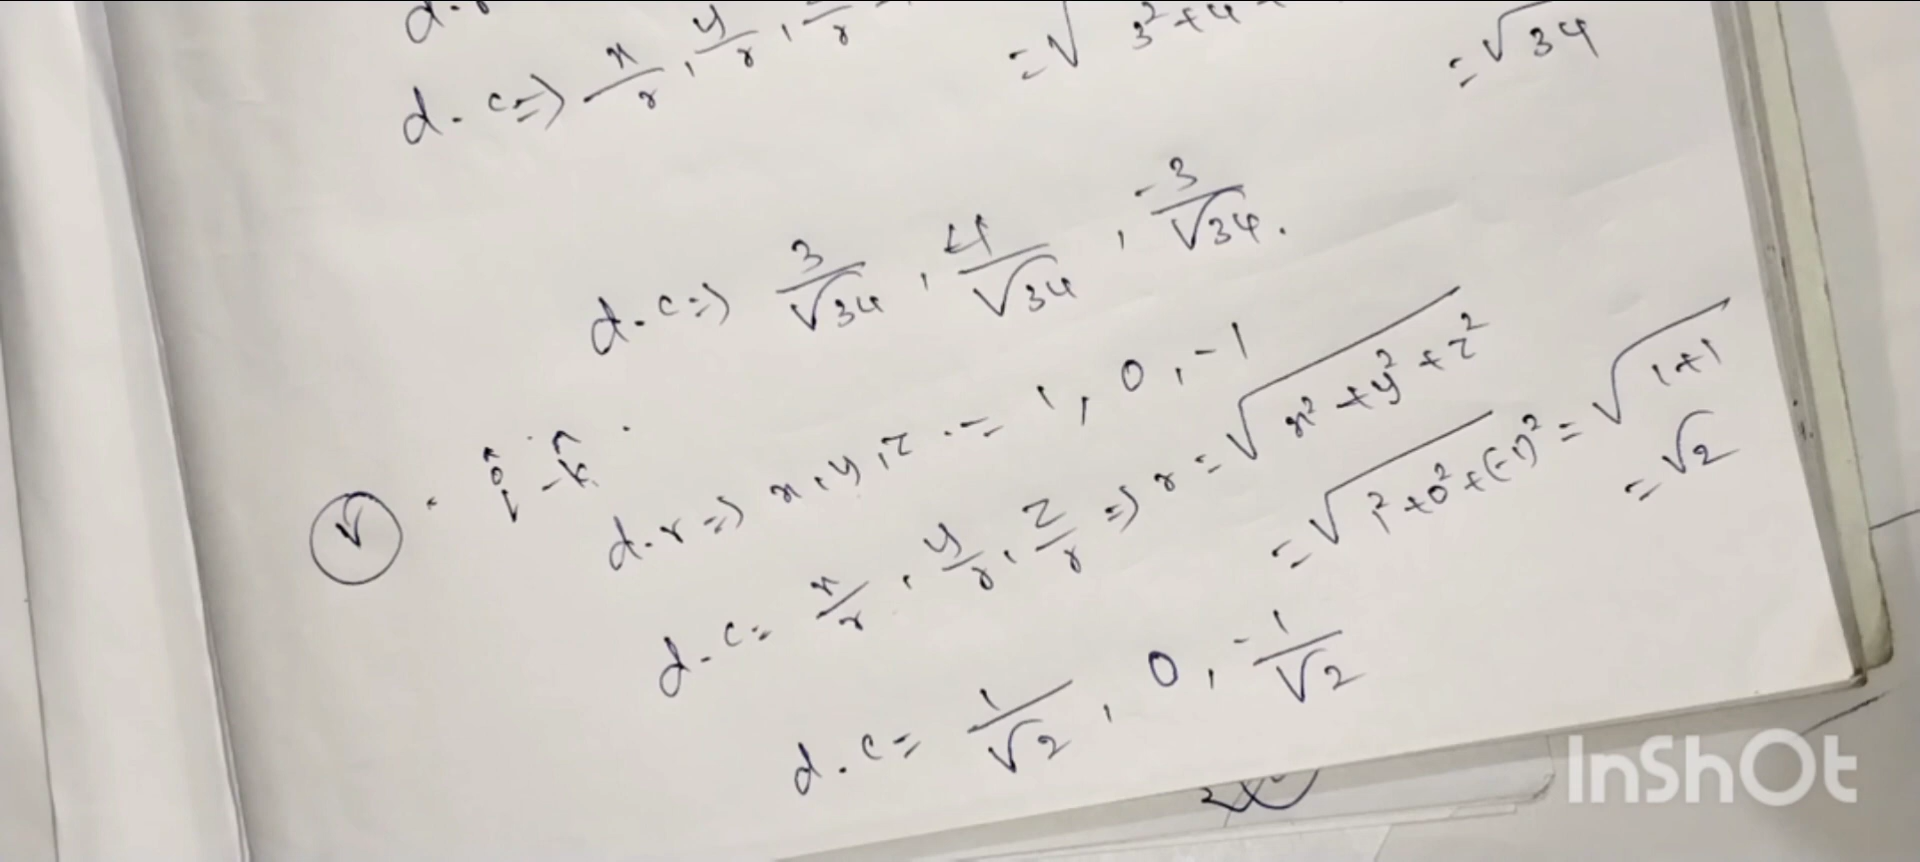 d.c => x/r, y/r,
= √3²+4
= √34
d.c => 3/√34, 4/√34, -3/√34.
(V). î - k̂.
d.r => x, y, z = 1, 0, -1
d.c = x/r, y/r, z/r => r = √x²+y²+z²
= √1²+0²+(-1)² = √1+1
= √2
d.c = 1/√2, 0, -1/√2
InShOt